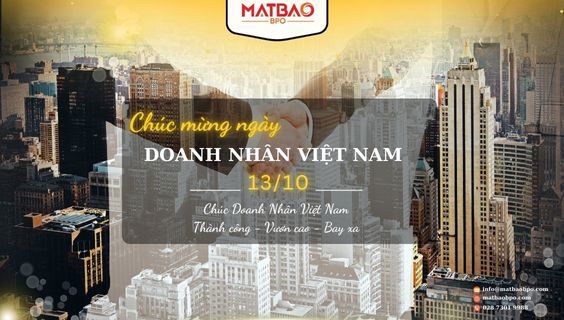 MATBAO
BPO
Chúc mừng ngày
DOANH NHÂN VIỆT NAM
13/10
Chúc Doanh Nhân Việt Nam
Thành công - Vươn cao - Bay xa
info@matbaobpo.com
matbaobpo.com
028 7301 9988